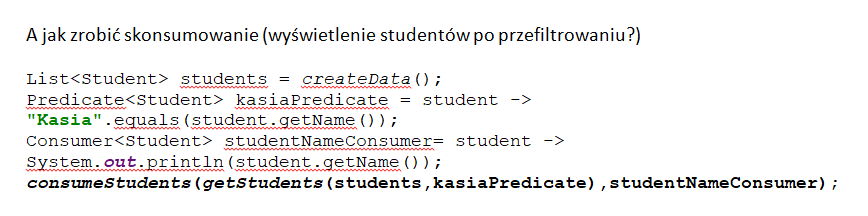 A jak zrobić skonsumowanie (wyświetlenie studentów po przefiltrowaniu?)
List<Student> students = createData();
Predicate<Student> kasiaPredicate = student ->
"Kasia".equals(student.getName());
Consumer<Student> studentNameConsumer= student ->
System.out.println(student.getName());
consumeStudents(getStudents(students,kasiaPredicate),studentNameConsumer);